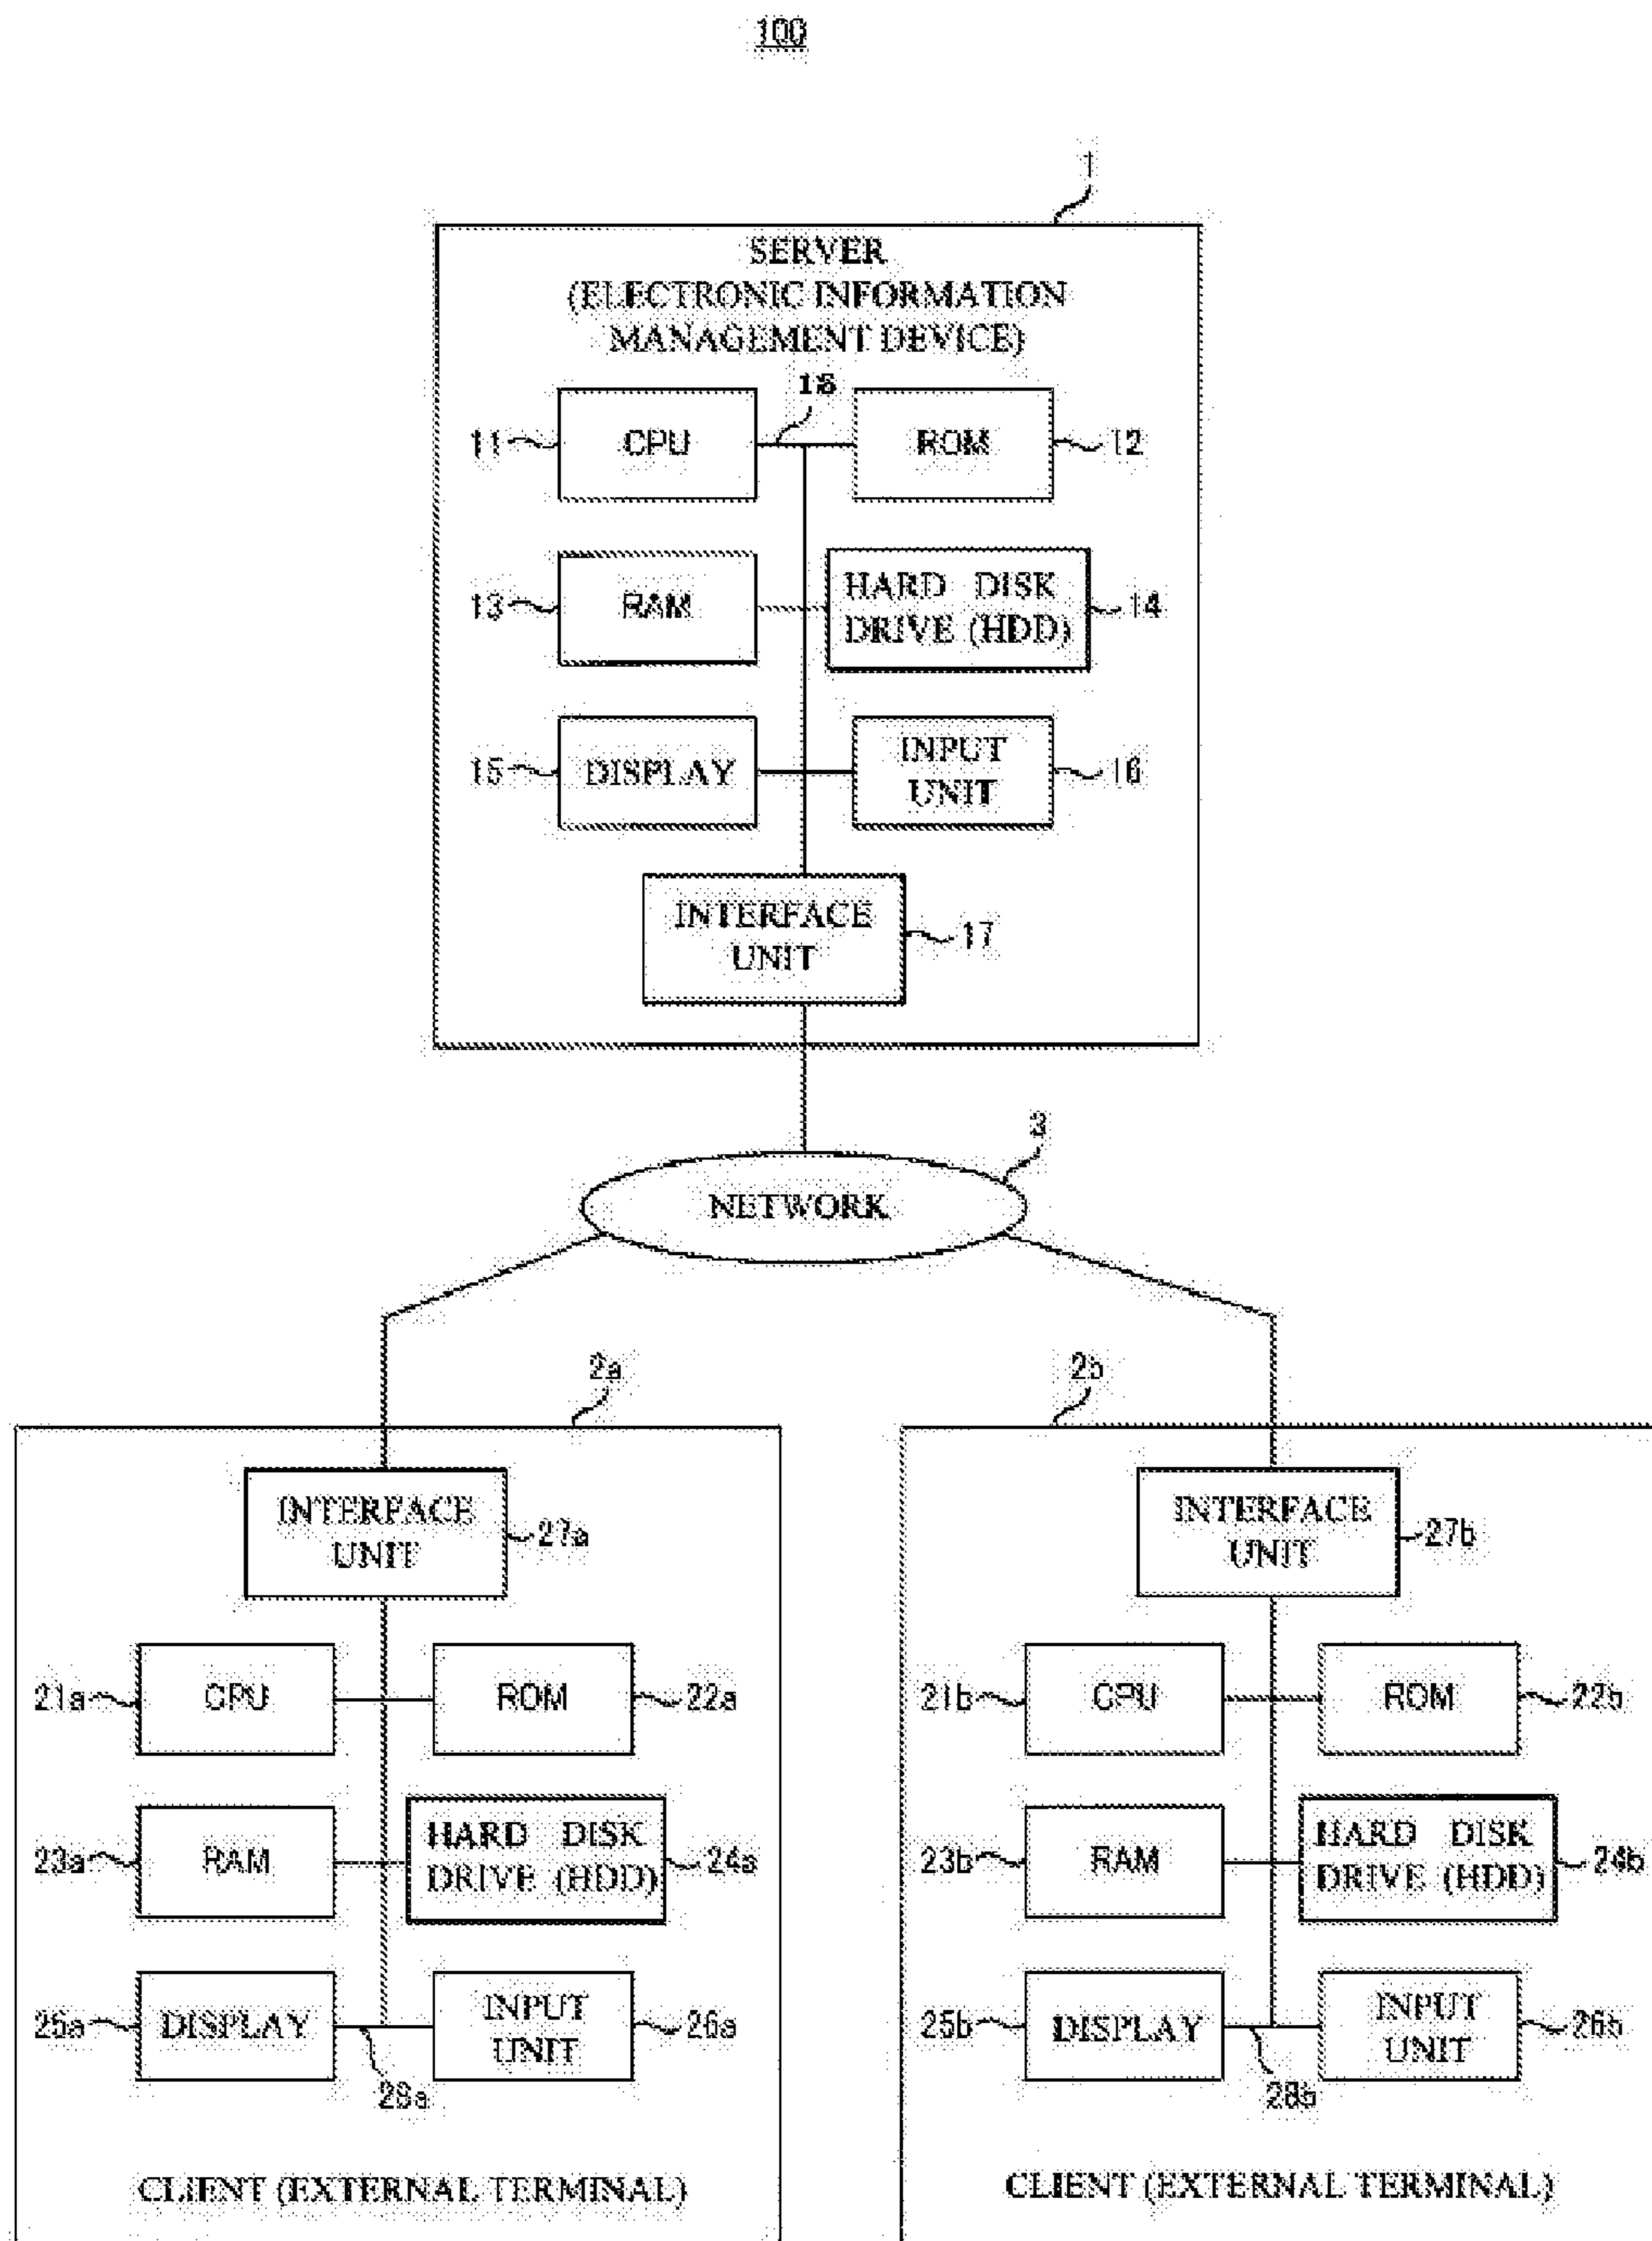 100
1
SERVER
(ELECTRONIC INFORMATION
MANAGEMENT DEVICE)
18
11
CPU
ROM
12
13
RAM
HARD DISK
DRIVE (HDD)
14
15
DISPLAY
INPUT
UNIT
16
INTERFACE
UNIT
17
3
NETWORK
2a
2b
INTERFACE
UNIT
27a
INTERFACE
UNIT
27b
21a
CPU
ROM
22a
21b
CPU
ROM
22b
23a
RAM
HARD DISK
DRIVE (HDD)
24a
23b
RAM
HARD DISK
DRIVE (HDD)
24b
25a
DISPLAY
INPUT
UNIT
26a
25b
DISPLAY
INPUT
UNIT
26b
28a
28b
CLIENT (EXTERNAL TERMINAL)
CLIENT (EXTERNAL TERMINAL)